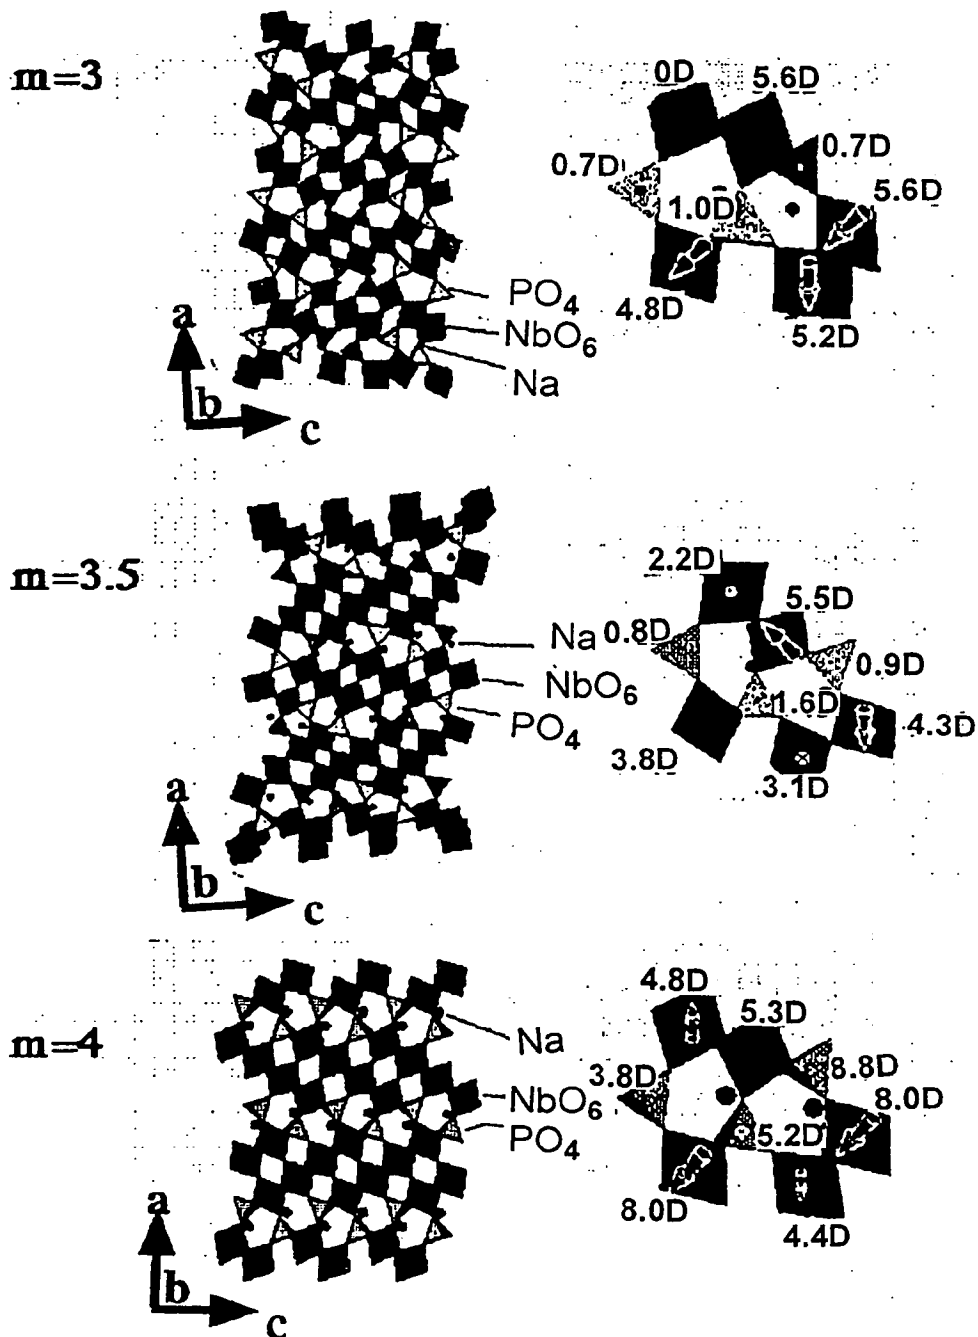 m=3
0D
5.6D
0.7D
0.7D
1.0D
5.6D
4.8D
5.2D
PO4
NbO6
Na
a
b
c
m=3.5
2.2D
5.5D
0.8D
0.9D
1.6D
4.3D
3.8D
3.1D
Na
NbO6
PO4
a
b
c
m=4
4.8D
5.3D
3.8D
8.8D
8.0D
5.2D
8.0D
4.4D
Na
NbO6
PO4
a
b
c